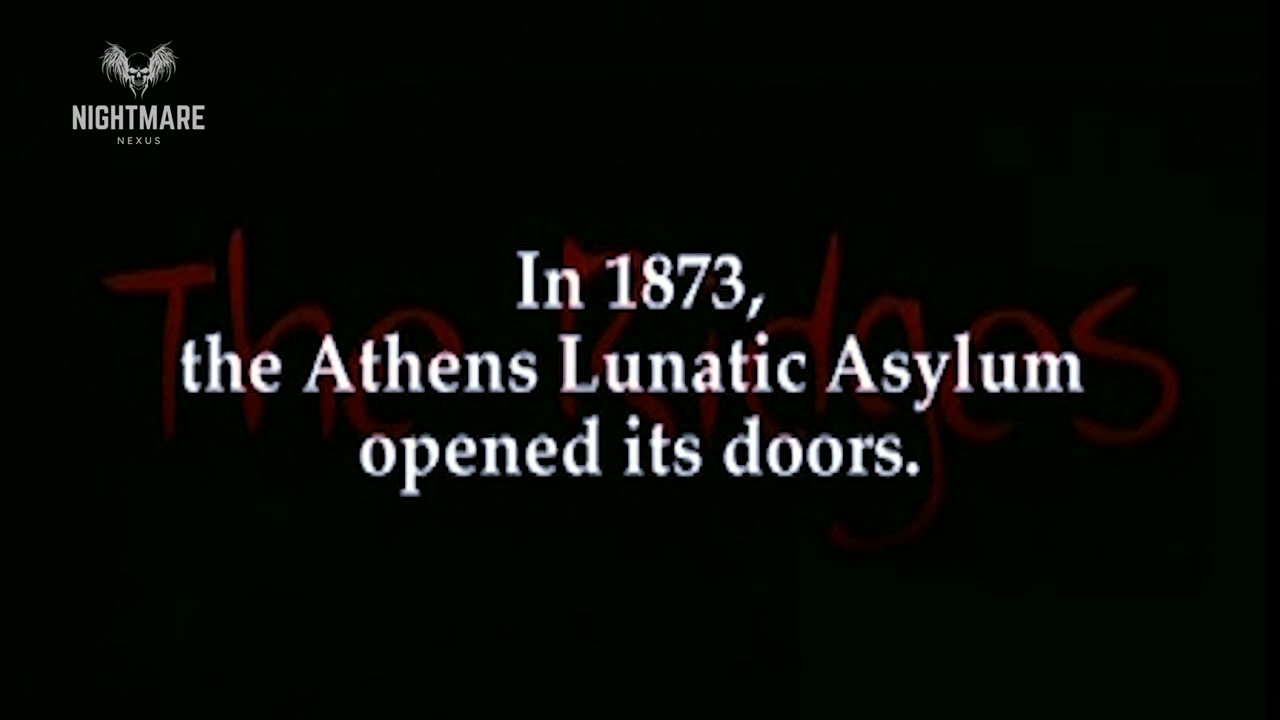 NIGHTMARE
NEXUS
The Ridges
In 1873,
the Athens Lunatic Asylum
opened its doors.